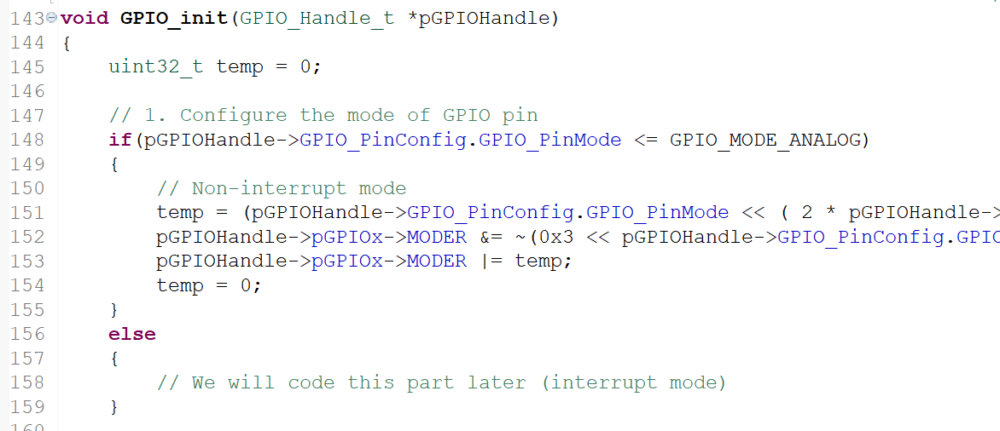 143 void GPIO_init(GPIO_Handle_t *pGPIOHandle)
144 {
145     uint32_t temp = 0;
146
147     // 1. Configure the mode of GPIO pin
148     if(pGPIOHandle->GPIO_PinConfig.GPIO_PinMode <= GPIO_MODE_ANALOG)
149     {
150         // Non-interrupt mode
151         temp = (pGPIOHandle->GPIO_PinConfig.GPIO_PinMode << ( 2 * pGPIOHandle->
152         pGPIOHandle->pGPIOx->MODER &= ~(0x3 << pGPIOHandle->GPIO_PinConfig.GPIO
153         pGPIOHandle->pGPIOx->MODER |= temp;
154         temp = 0;
155     }
156     else
157     {
158         // We will code this part later (interrupt mode)
159     }
160